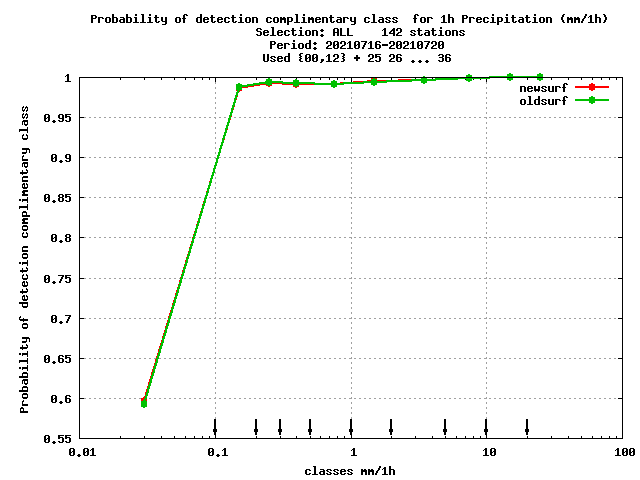 Probability of detection complimentary class  for 1h Precipitation (mm/1h)
Selection: ALL    142 stations
Period: 20210716-20210720
Used {00,12} + 25 26 ... 36
Probability of detection complimentary class
1
0.95
0.9
0.85
0.8
0.75
0.7
0.65
0.6
0.55
newsurf
oldsurf
0.01 0.1 1 10 100
classes mm/1h